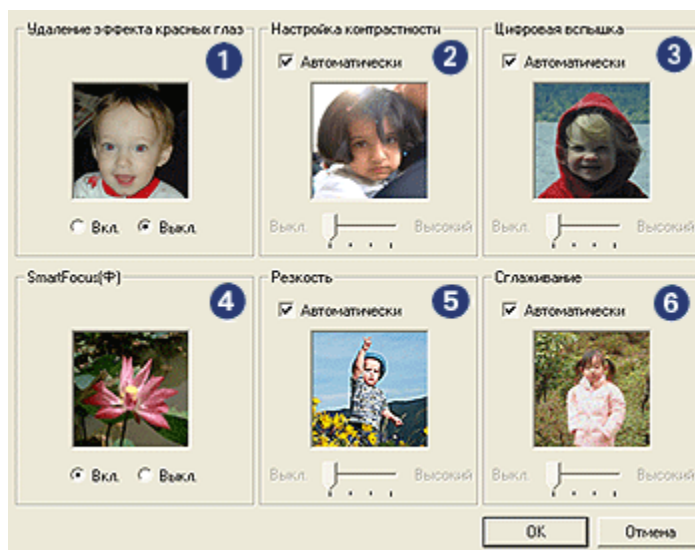 Удаление эффекта красных глаз
1
Вкл. Выкл.
Настройка контрастности
Автоматически
2
Выкл. Высокий
Цифровая вспышка
Автоматически
3
Выкл. Высокий
SmartFocus(Ф)
4
Вкл. Выкл.
Резкость
Автоматически
5
Выкл. Высокий
Сглаживание
Автоматически
6
Выкл. Высокий
OK Отмена